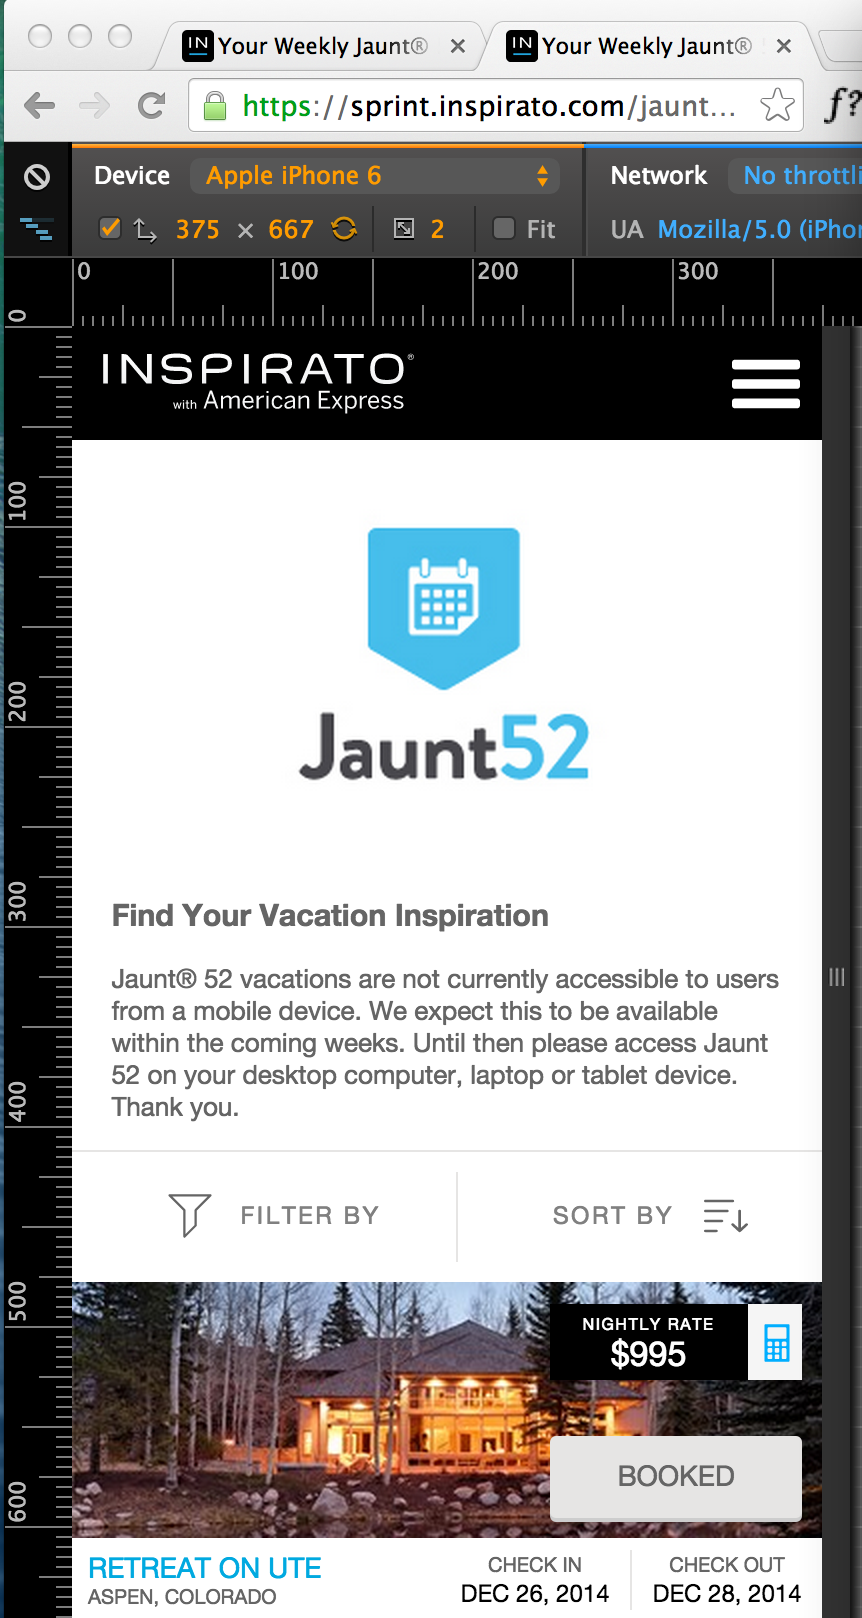 IN Your Weekly Jaunt®
IN Your Weekly Jaunt®
https://sprint.inspirato.com/jaunt...
f?
Device Apple iPhone 6
Network No throttli
375 × 667 2 Fit
UA Mozilla/5.0 (iPho
0 100 200 300
0
100
200
300
400
500
600
INSPIRATO®
with American Express
Jaunt52
Find Your Vacation Inspiration
Jaunt® 52 vacations are not currently accessible to users
from a mobile device. We expect this to be available
within the coming weeks. Until then please access Jaunt
52 on your desktop computer, laptop or tablet device.
Thank you.
FILTER BY
SORT BY
NIGHTLY RATE
$995
BOOKED
RETREAT ON UTE
ASPEN, COLORADO
CHECK IN
DEC 26, 2014
CHECK OUT
DEC 28, 2014